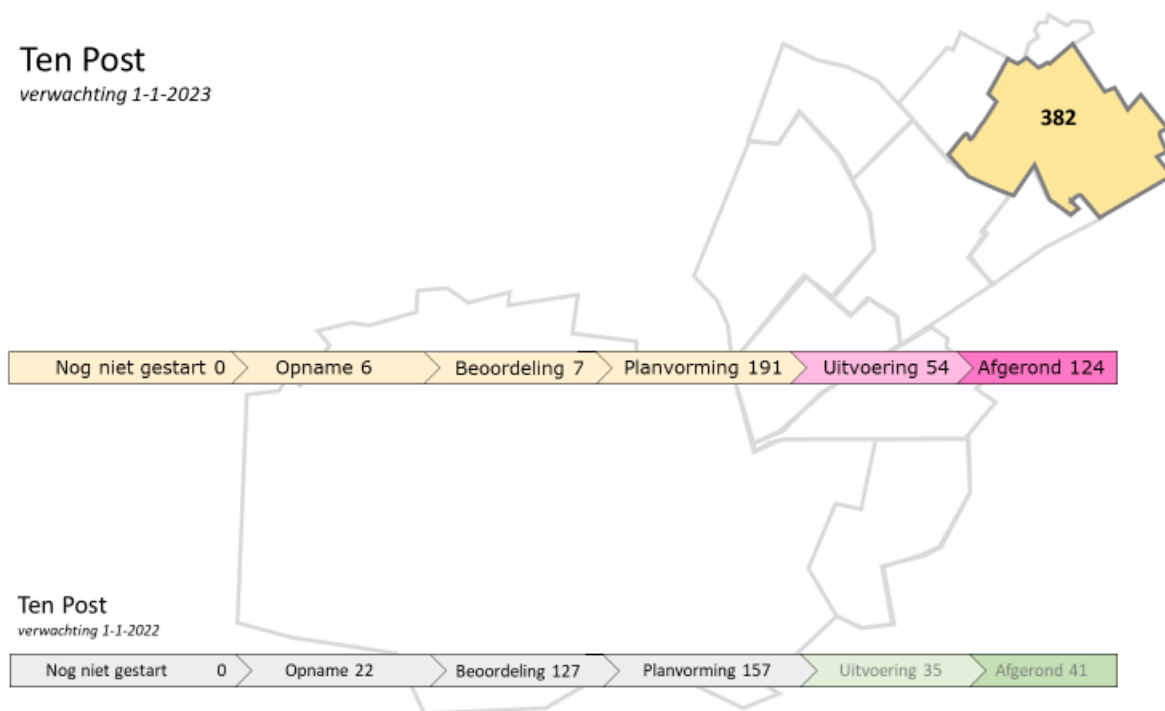 Ten Post
verwachting 1-1-2023
382
Nog niet gestart 0 Opname 6 Beoordeling 7 Planvorming 191 Uitvoering 54 Afgerond 124
Ten Post
verwachting 1-1-2022
Nog niet gestart 0 Opname 22 Beoordeling 127 Planvorming 157 Uitvoering 35 Afgerond 41